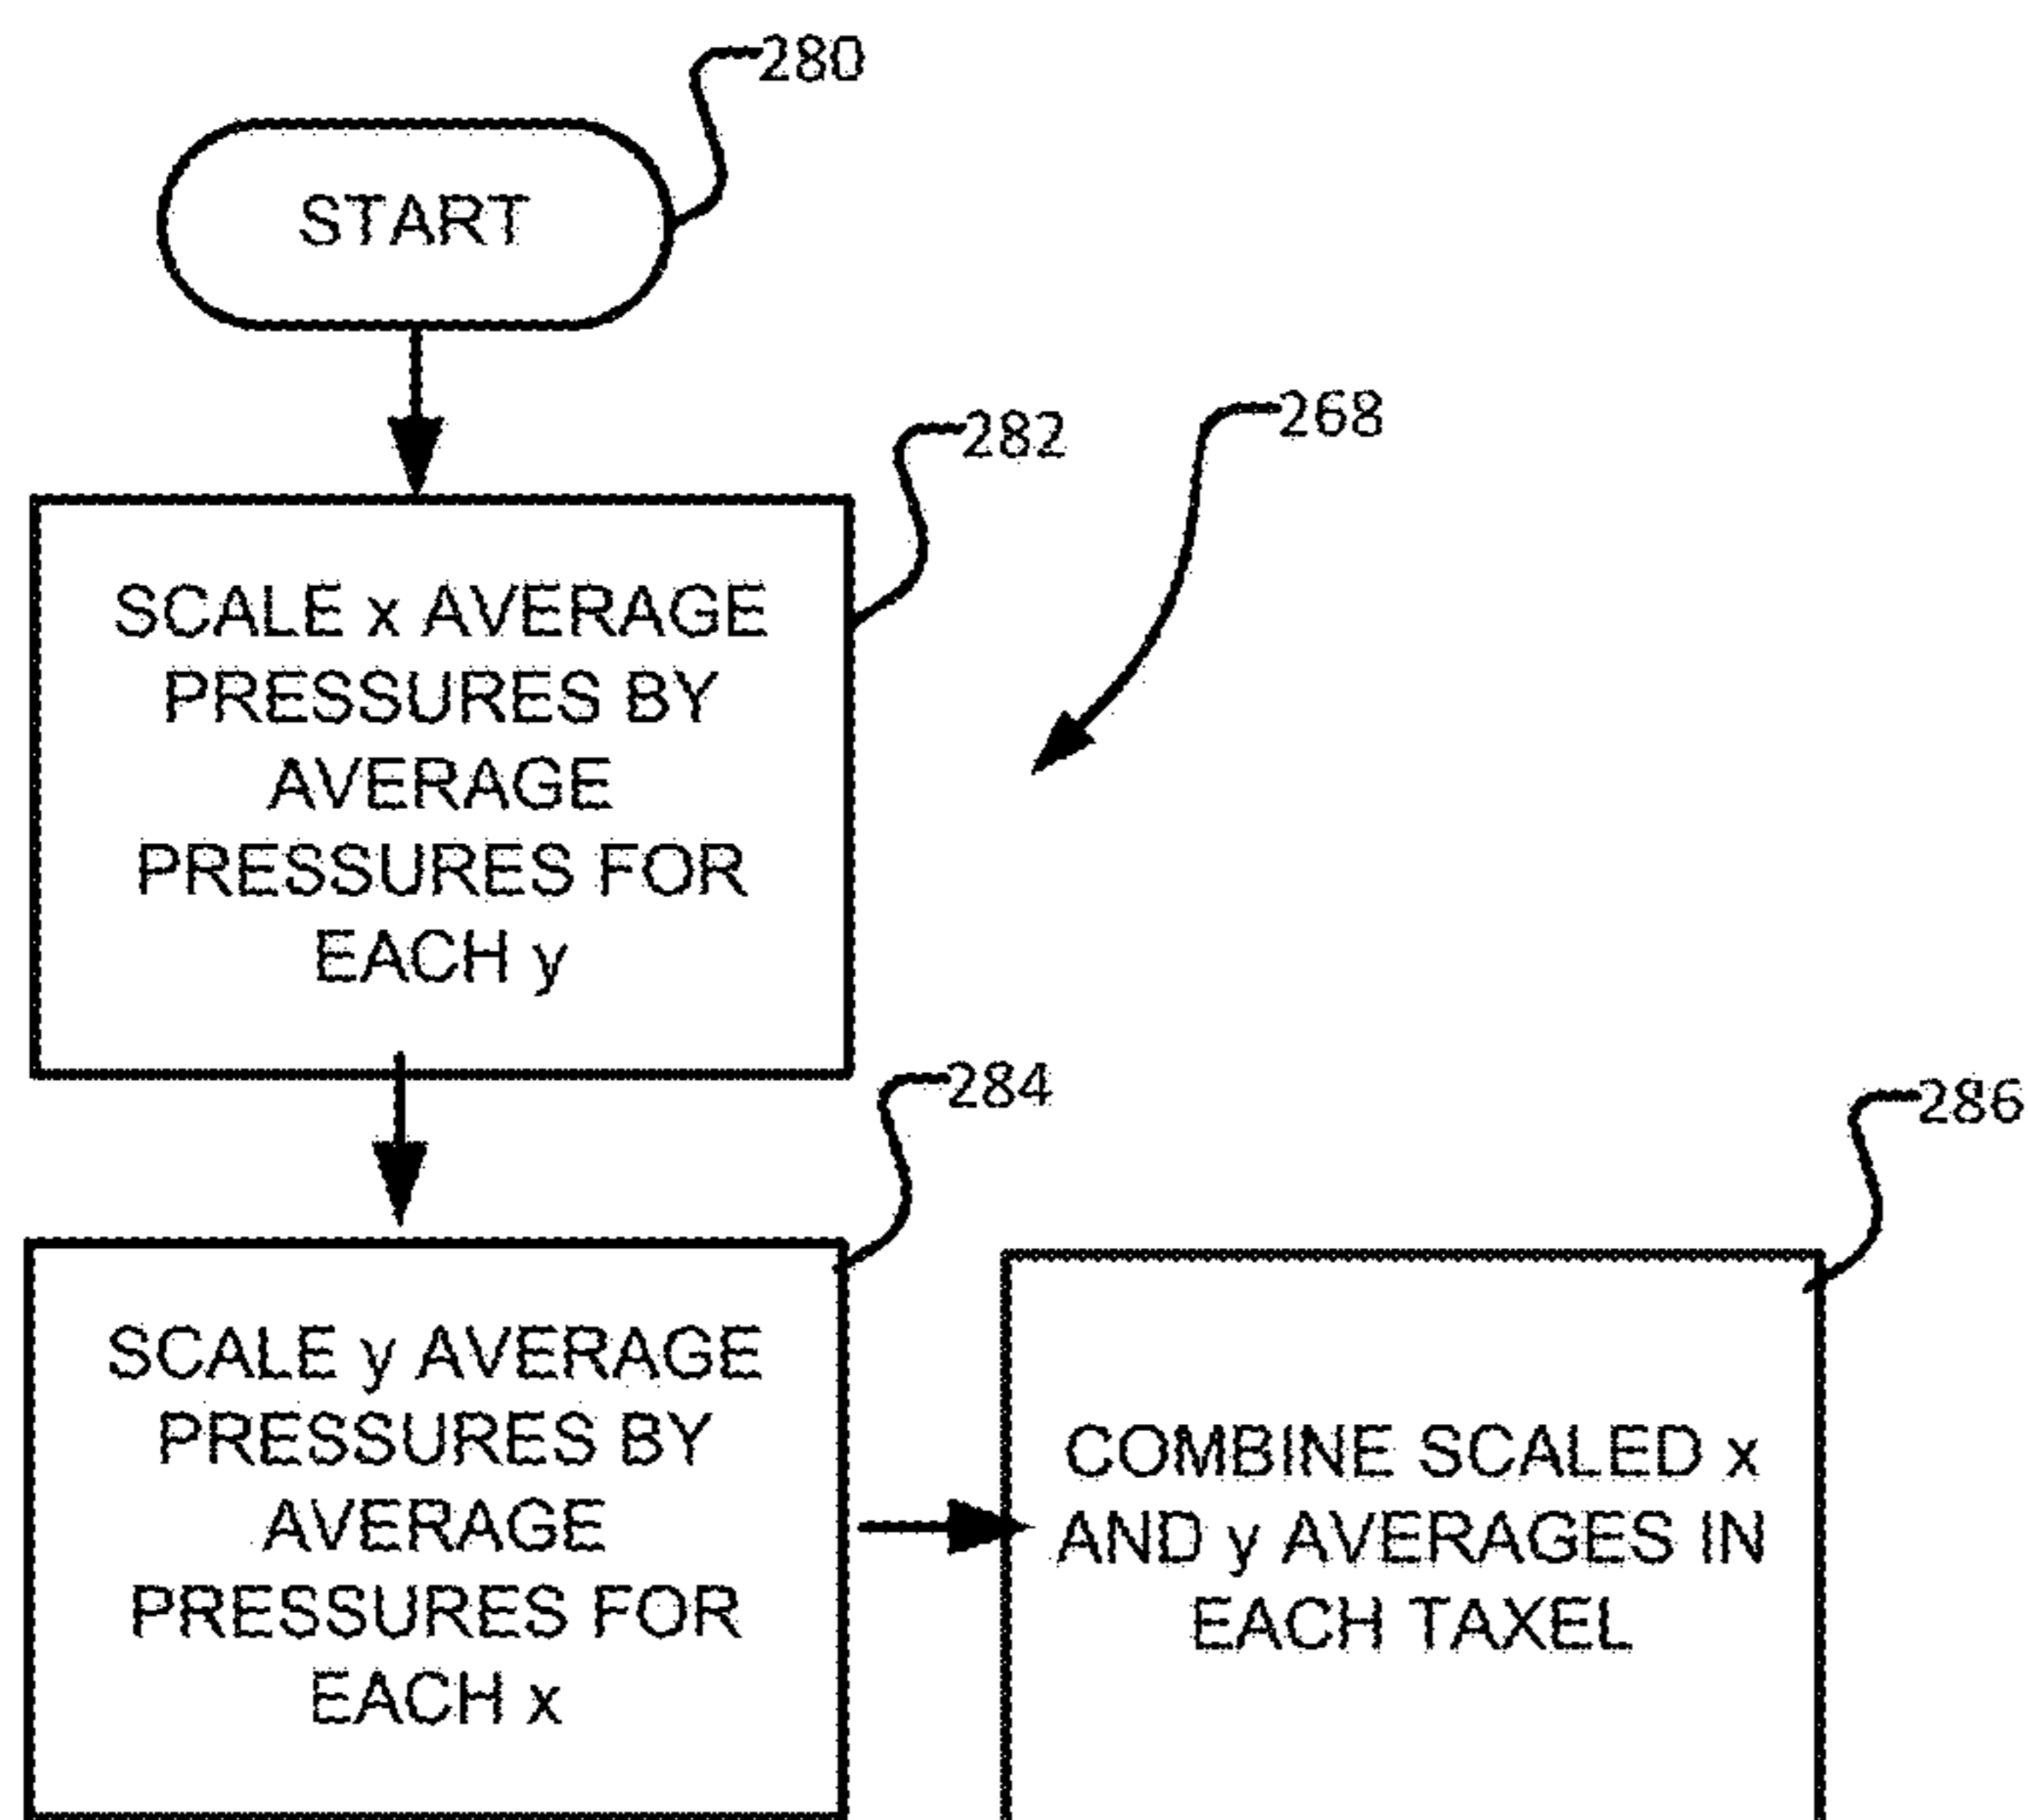 280
START
282
268
SCALE x AVERAGE
PRESSURES BY
AVERAGE
PRESSURES FOR
EACH y
284
286
SCALE y AVERAGE
PRESSURES BY
AVERAGE
PRESSURES FOR
EACH x
COMBINE SCALED x
AND y AVERAGES IN
EACH TAXEL